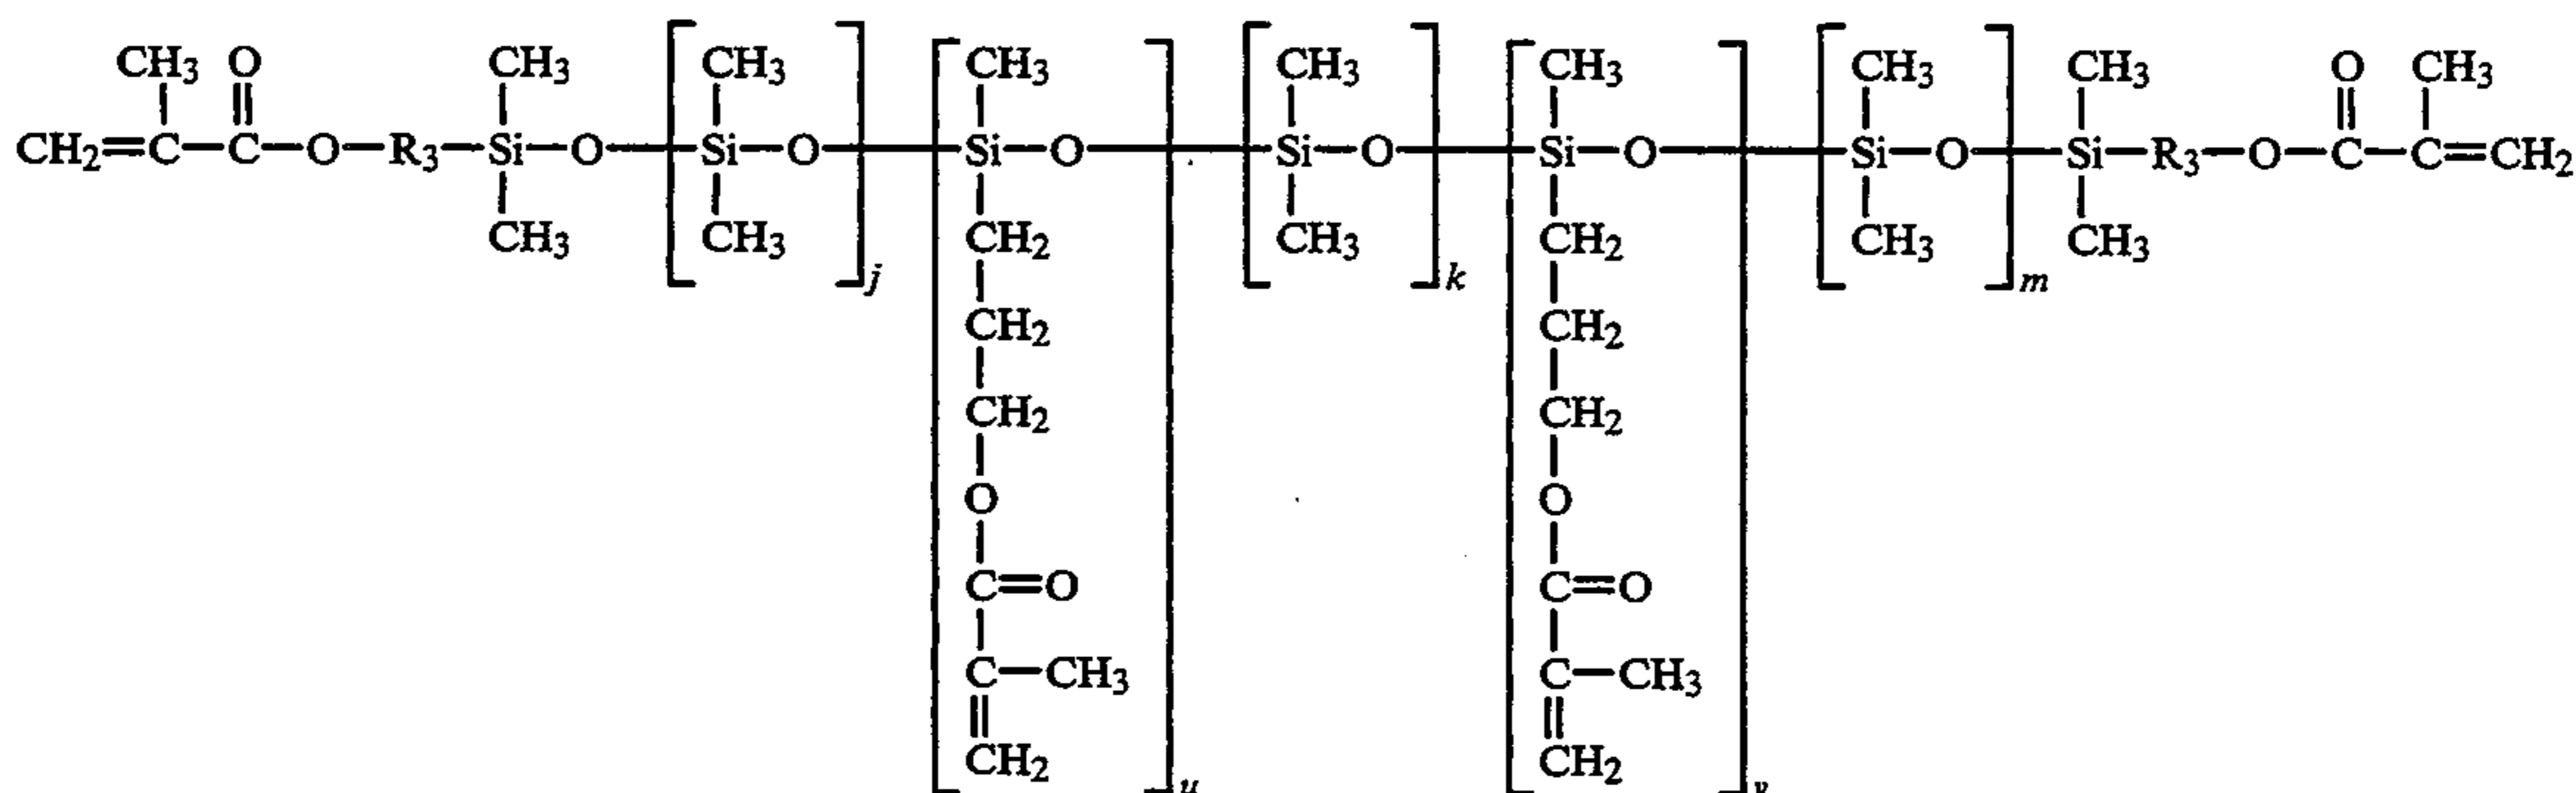 CH₃ O CH₃ CH₃ CH₃ CH₃ CH₃ CH₃ CH₃ O CH₃
CH₂=C—C—O—R₃—Si—O—Si—O—Si—O—Si—O—Si—O—Si—O—Si—R₃—O—C—C=CH₂
CH₃ CH₃ CH₂ CH₃ CH₂ CH₃ CH₃
j k m
CH₂ CH₂
CH₂ CH₂
O O
C=O C=O
C—CH₃ C—CH₃
CH₂ CH₂